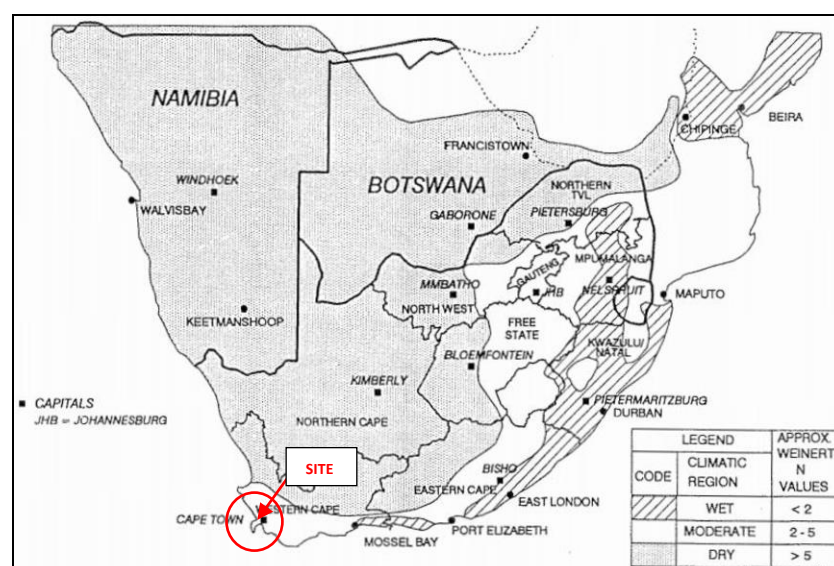 NAMIBIA
CHIPINGE
BEIRA
FRANCISTOWN
WINDHOEK
BOTSWANA
NORTHERN
TVL
WALVISBAY
GABORONE
PIETERSBURG
MPUMALANGA
GAUTENG
MMBATHO
JHB
NELSPRUIT
MAPUTO
KEETMANSHOOP
NORTH WEST
FREE
STATE
KWAZULU/
NATAL
BLOEMFONTEIN
KIMBERLY
CAPITALS
JHB = JOHANNESBURG
PIETERMARITZBURG
DURBAN
NORTHERN CAPE
SITE
BISHO
EASTERN CAPE
EAST LONDON
CAPE TOWN
WESTERN CAPE
PORT ELIZABETH
MOSSEL BAY
LEGEND
APPROX.
WEINERT
N
VALUES
CODE
CLIMATIC
REGION
WET
< 2
MODERATE
2 - 5
DRY
> 5